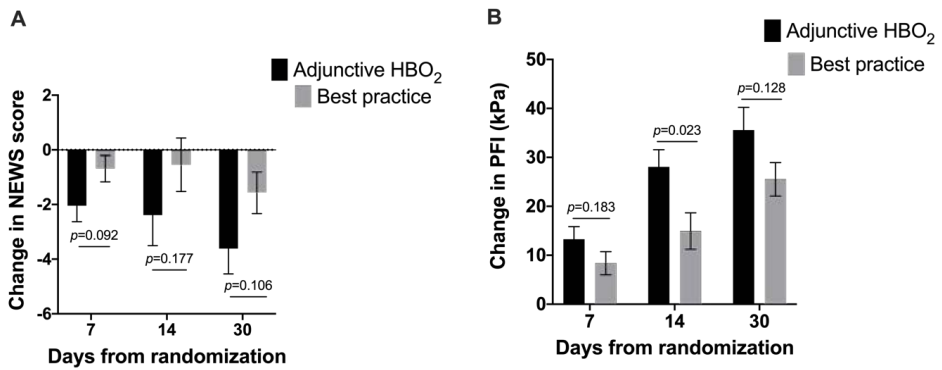 A
Adjunctive HBO2
Best practice
Change in NEWS score
2
0
-2
-4
-6
p=0.092
p=0.177
p=0.106
7
14
30
Days from randomization
B
Adjunctive HBO2
Best practice
Change in PFI (kPa)
50
40
30
20
10
0
p=0.183
p=0.023
p=0.128
7
14
30
Days from randomization